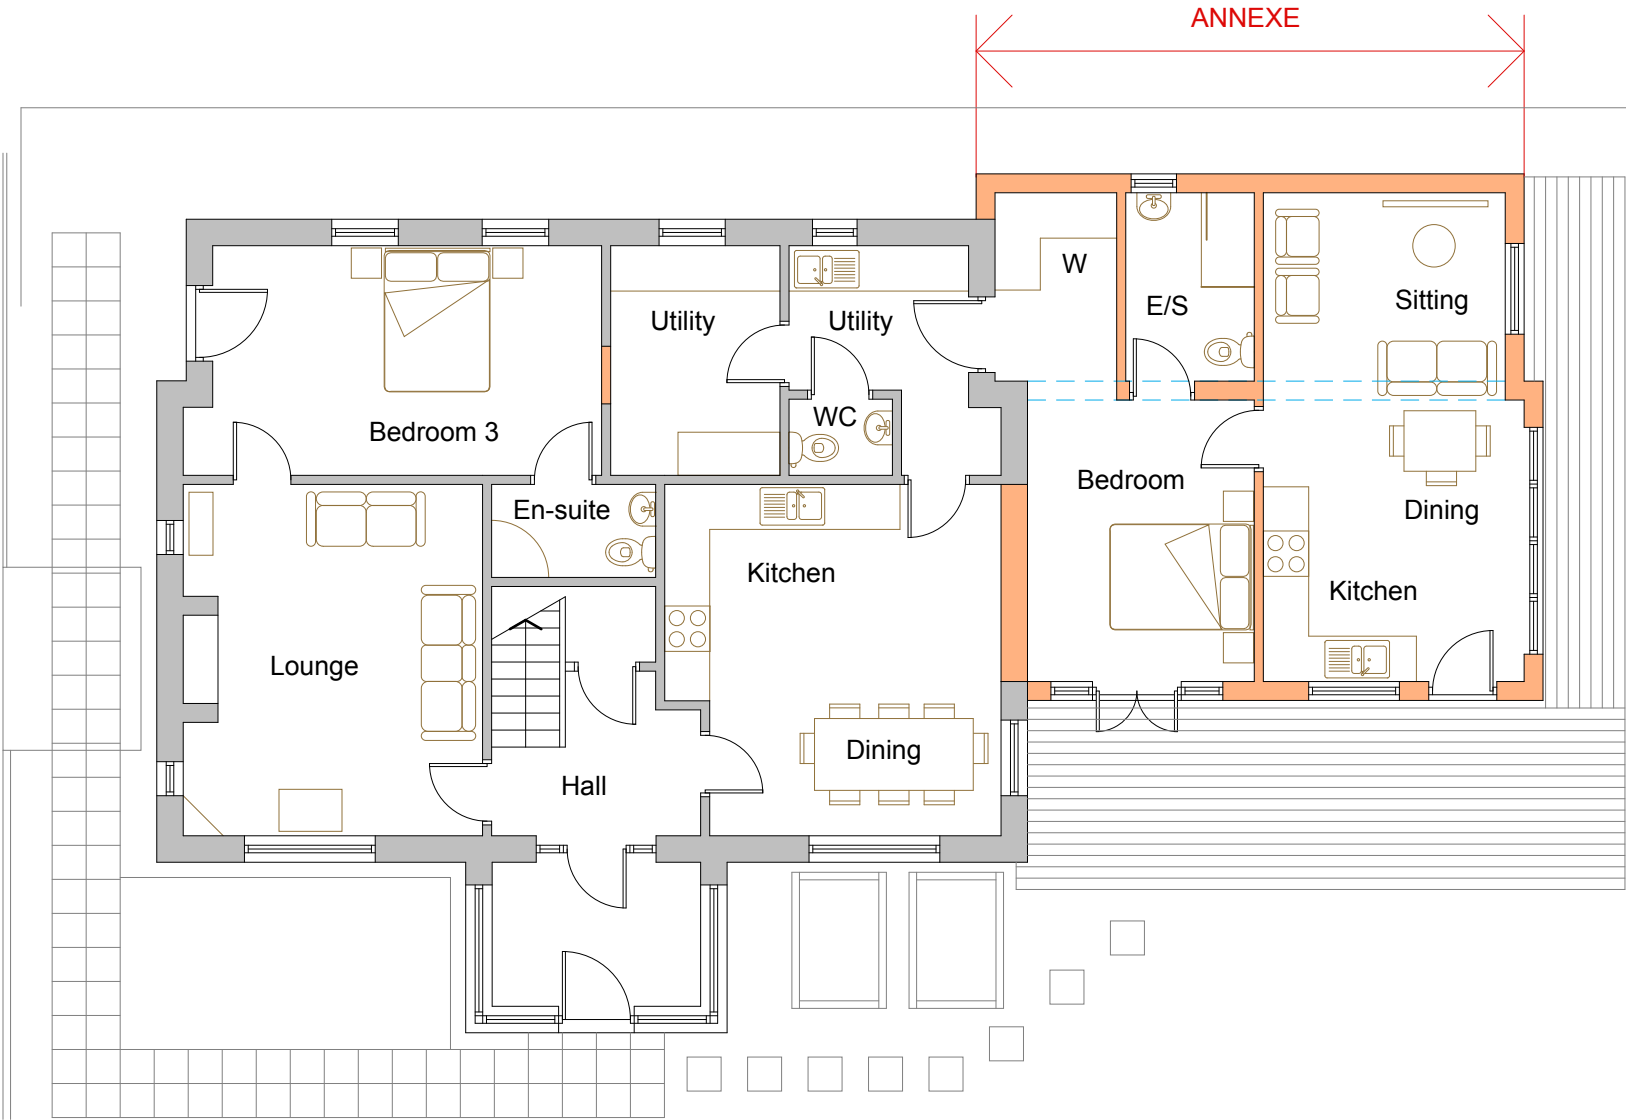 ANNEXE
W
E/S
Sitting
Utility
Utility
WC
Bedroom 3
Bedroom
En-suite
Dining
Kitchen
Kitchen
Lounge
Dining
Hall